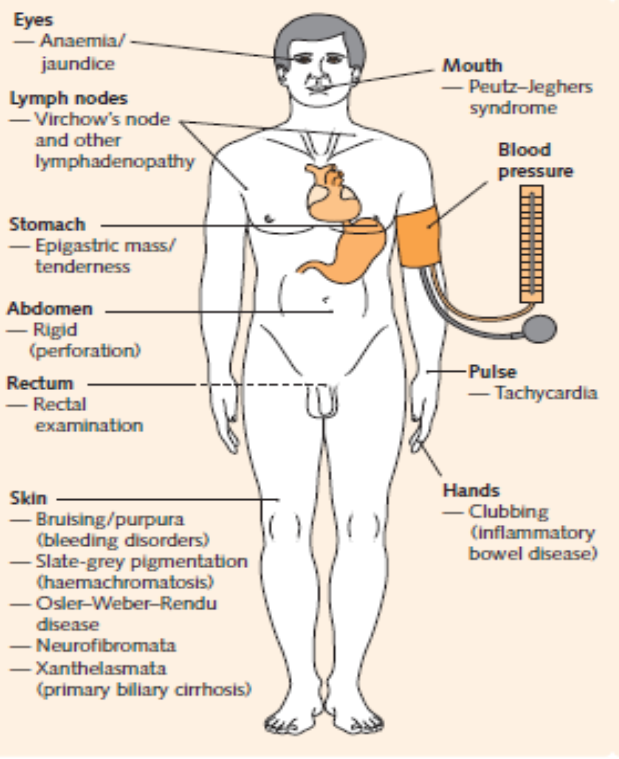 Eyes
— Anaemia/
jaundice
Lymph nodes
— Virchow's node
and other
lymphadenopathy
Stomach
— Epigastric mass/
tenderness
Abdomen
— Rigid
(perforation)
Rectum
— Rectal
examination
Skin
— Bruising/purpura
(bleeding disorders)
— Slate-grey pigmentation
(haemachromatosis)
— Osler–Weber–Rendu
disease
— Neurofibromata
— Xanthelasmata
(primary biliary cirrhosis)
Mouth
— Peutz–Jeghers
syndrome
Blood
pressure
Pulse
— Tachycardia
Hands
— Clubbing
(inflammatory
bowel disease)